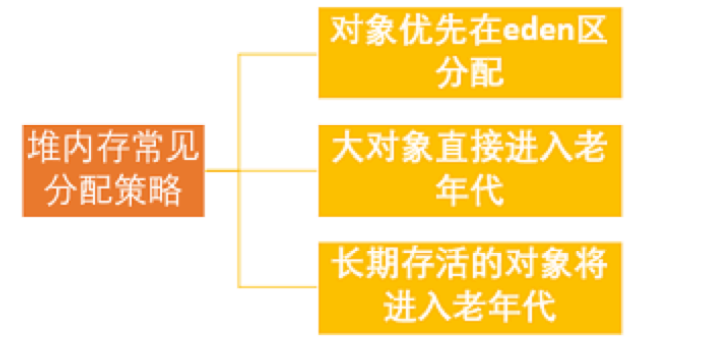 堆内存常见
分配策略
对象优先在eden区
分配
大对象直接进入老
年代
长期存活的对象将
进入老年代